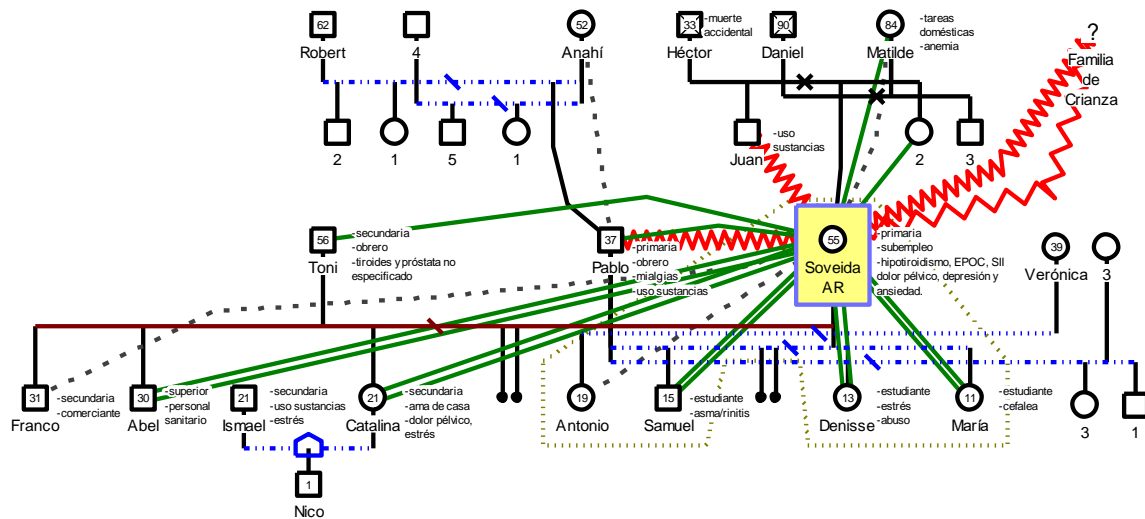 62
52
33
90
84
-muerte
accidental
-tareas
domésticas
-anemia
?
Robert
4
Anahí
Héctor
Daniel
Matilde
Familia
de
Crianza
2
1
5
1
Juan
-uso
sustancias
2
3
56
-secundaria
-obrero
-tiroides y próstata no
especificado
Toni
37
-primaria
-obrero
-mialgias
-uso sustancias
Pablo
55
Soveida
AR
-primaria
-subempleo
-hipotiroidismo, EPOC, SII
dolor pélvico, depresión y
ansiedad.
39
Verónica
3
31
-secundaria
-comerciante
Franco
30
-superior
-personal
sanitario
Abel
21
-secundaria
-uso sustancias
-estrés
Ismael
21
-secundaria
-ama de casa
-dolor pélvico,
estrés
Catalina
19
Antonio
15
-estudiante
-asma/rinitis
Samuel
13
-estudiante
-estrés
-abuso
Denisse
11
-estudiante
-cefalea
María
3
1
1
Nico